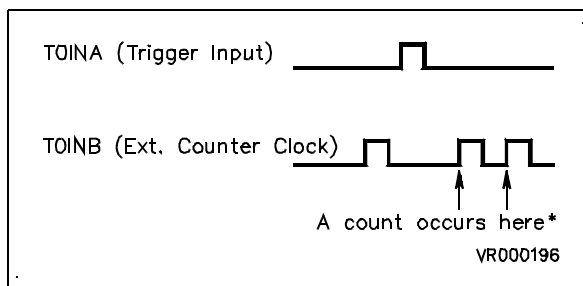 T0INA (Trigger Input)
T0INB (Ext. Counter Clock)
A count occurs here*
VR000196